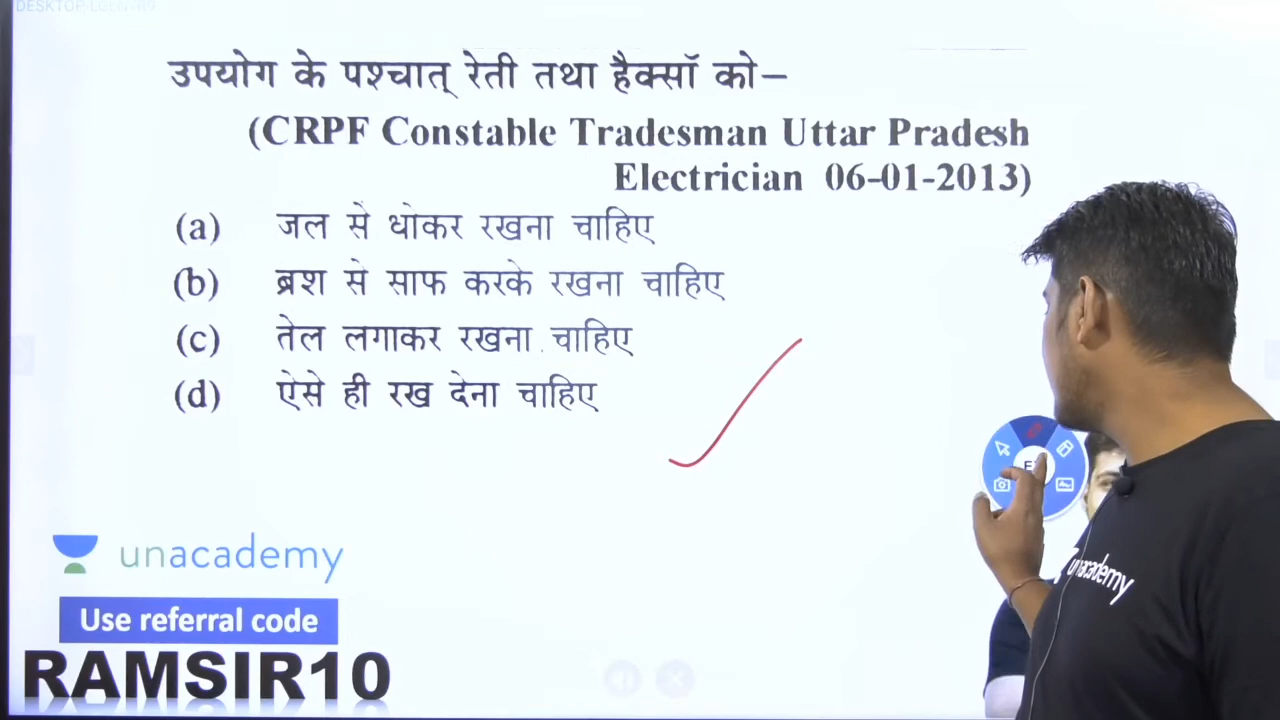 उपयोग के पश्चात् रेती तथा हैक्सॉ को–
(CRPF Constable Tradesman Uttar Pradesh
Electrician 06-01-2013)
(a) जल से धोकर रखना चाहिए
(b) ब्रश से साफ करके रखना चाहिए
(c) तेल लगाकर रखना चाहिए
(d) ऐसे ही रख देना चाहिए
unacademy
Use referral code
RAMSIR10
unacademy